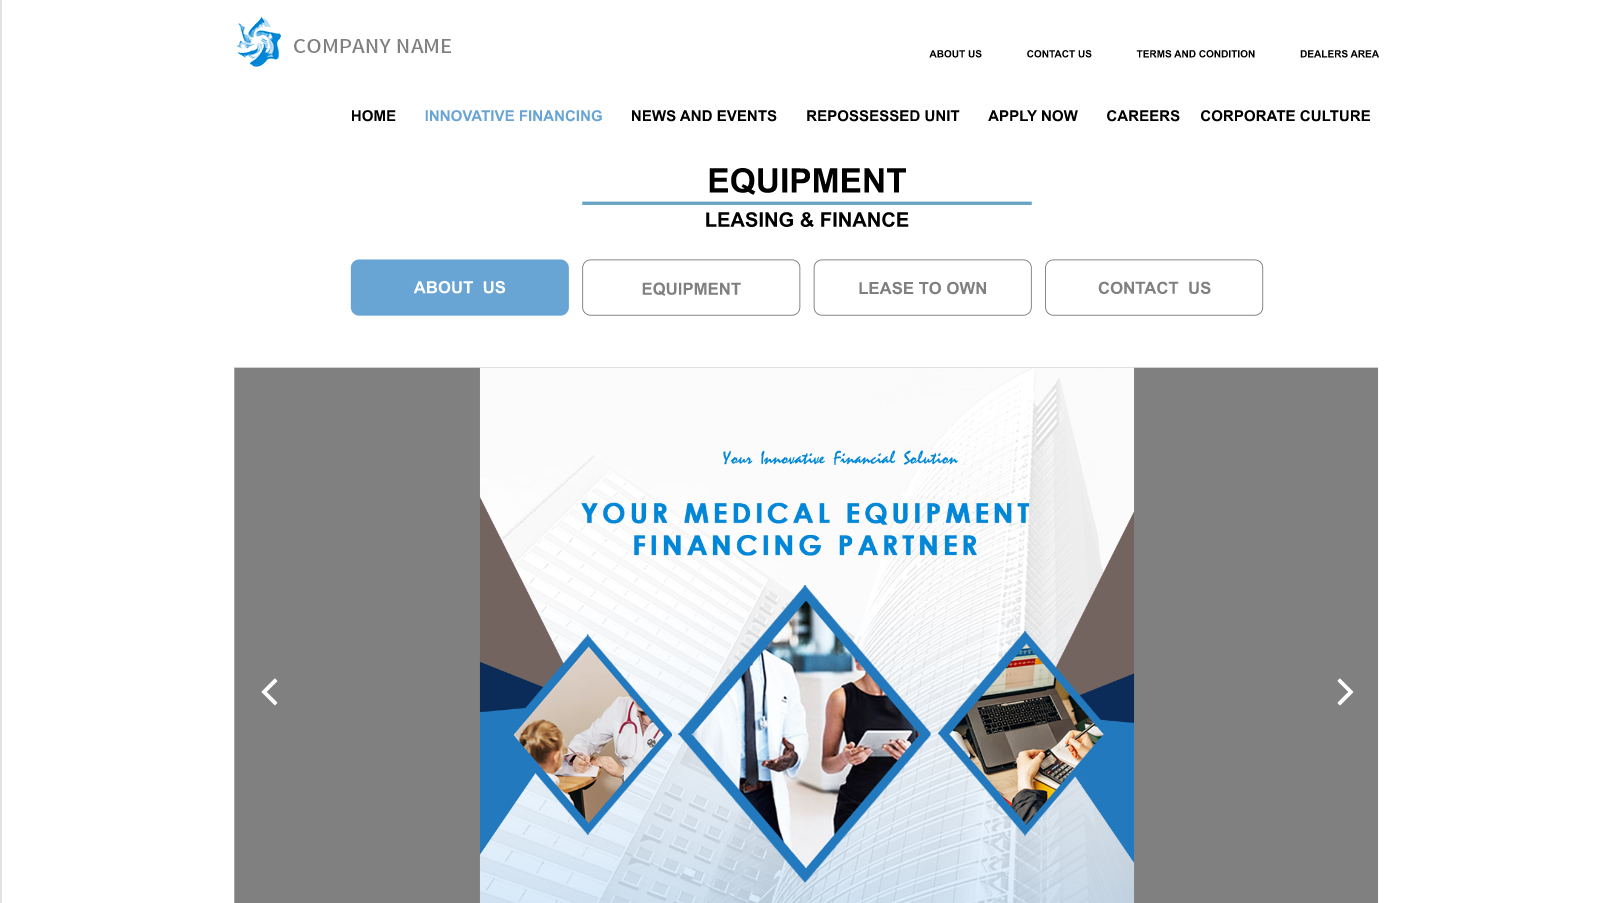 COMPANY NAME
ABOUT US CONTACT US TERMS AND CONDITION DEALERS AREA
HOME INNOVATIVE FINANCING NEWS AND EVENTS REPOSSESSED UNIT APPLY NOW CAREERS CORPORATE CULTURE
EQUIPMENT
LEASING & FINANCE
ABOUT US EQUIPMENT LEASE TO OWN CONTACT US
Your Innovative Financial Solution
YOUR MEDICAL EQUIPMENT
FINANCING PARTNER